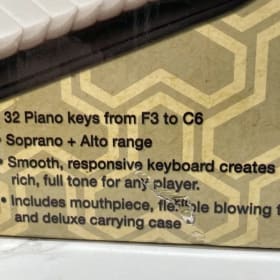 32 Piano keys from F3 to C6
• Soprano + Alto range
• Smooth, responsive keyboard creates
rich, full tone for any player.
• Includes mouthpiece, blowing
and deluxe carrying case